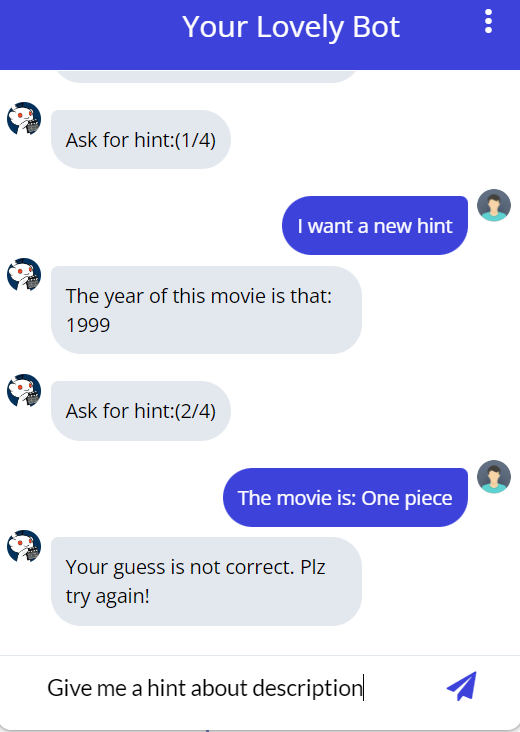 Your Lovely Bot
Ask for hint:(1/4)
I want a new hint
The year of this movie is that:
1999
Ask for hint:(2/4)
The movie is: One piece
Your guess is not correct. Plz
try again!
Give me a hint about description